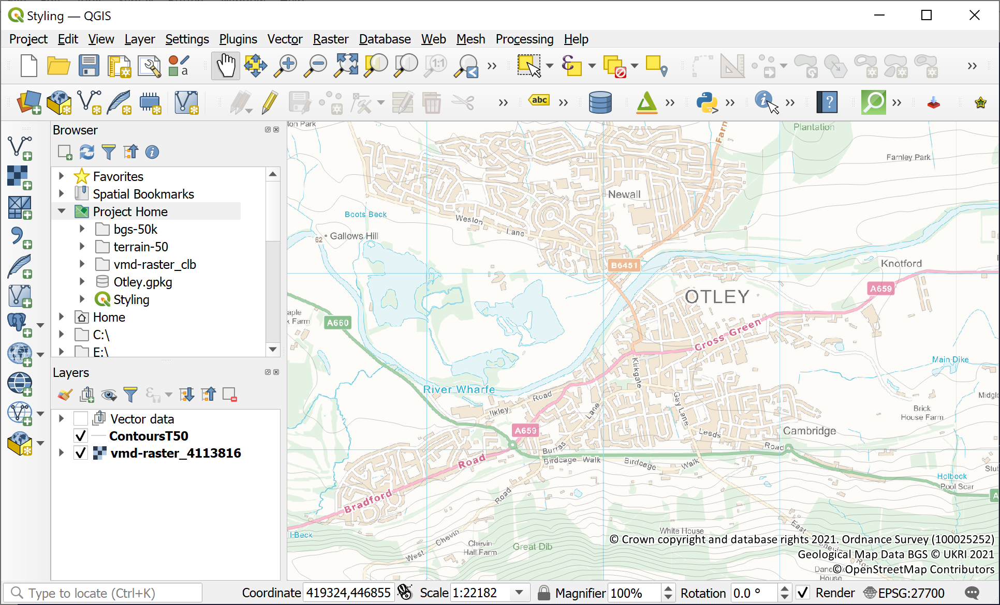 Styling — QGIS
Project Edit View Layer Settings Plugins Vector Raster Database Web Mesh Processing Help
a
1:1
abc
Browser
Favorites
Spatial Bookmarks
Project Home
bgs-50k
terrain-50
vmd-raster_clb
Otley.gpkg
Styling
Home
C:\
E:\
Layers
Vector data
ContoursT50
vmd-raster_4113816
ton Park
Plantation
Farn
Farnley Park
Newall
Boots Beck
Weston Lane
62 Gallows Hill
B6451
Knotford
A659
OTLEY
aple
k Farm
A660
Cross Green
Kirkgate
Main Dike
River Wharfe
Ilkley Road
Lane
Gay Lane
Midglo
Brick
House Farm
A659
Cambridge
Leeds Road
Burras
Birdcage Walk
Birdcage Walk
Bradford Road
Stub
Holbeck
Pool Scar
A
Road
White House
East
ll Beck
Chevin
West
Chevin
Hall Farm
Great Dib
Chevin
Ro
Danc
House
© Crown copyright and database rights 2021. Ordnance Survey (100025252)
Geological Map Data BGS © UKRI 2021
© OpenStreetMap Contributors
Type to locate (Ctrl+K)
Coordinate 419324,446855 Scale 1:22182 Magnifier 100% Rotation 0.0 ° Render EPSG:27700